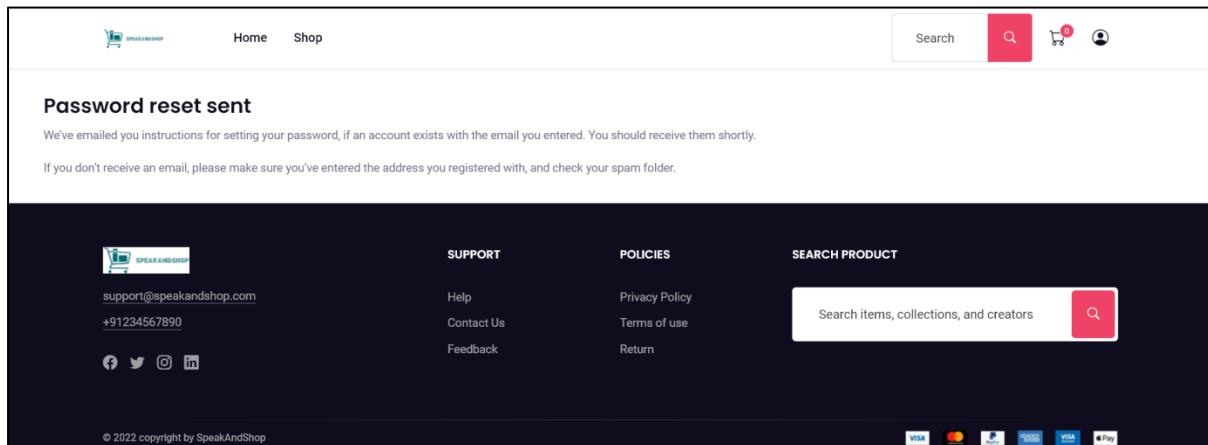 SPEAKANDSHOP
Home Shop
Search
0
Password reset sent
We've emailed you instructions for setting your password, if an account exists with the email you entered. You should receive them shortly.
If you don't receive an email, please make sure you've entered the address you registered with, and check your spam folder.
SPEAKANDSHOP
support@speakandshop.com
+91234567890
SUPPORT
Help
Contact Us
Feedback
POLICIES
Privacy Policy
Terms of use
Return
SEARCH PRODUCT
Search items, collections, and creators
© 2022 copyright by SpeakAndShop
VISA PayPal VISA Pay